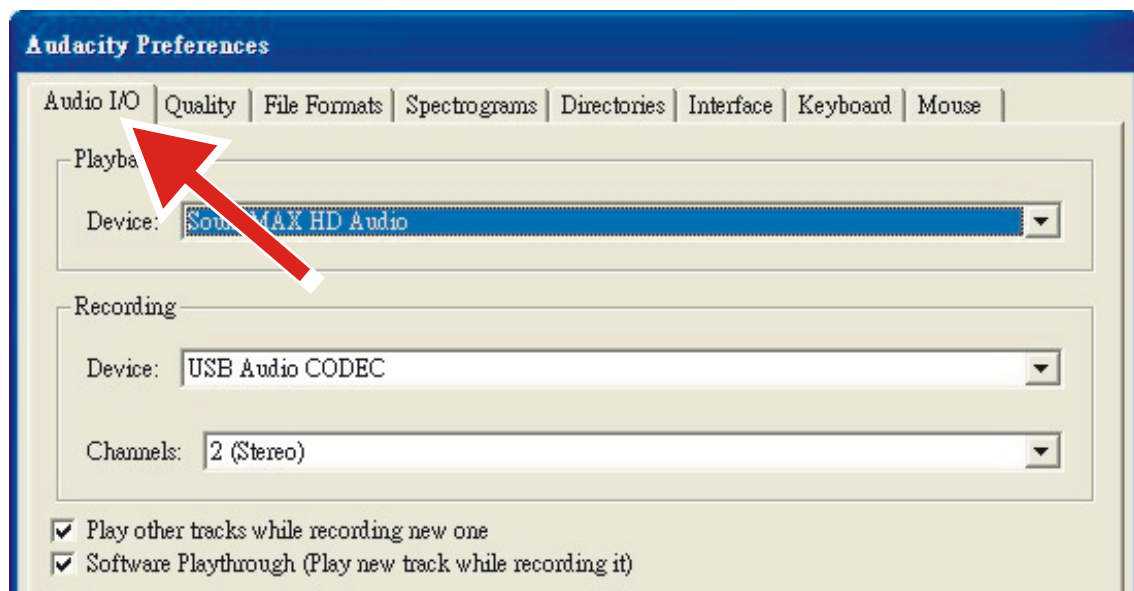 Audacity Preferences
Audio I/O Quality File Formats Spectrograms Directories Interface Keyboard Mouse
Device: MAX HD Audio
Recording
Device: USB Audio CODEC
Channels: 2 (Stereo)
Play other tracks while recording new one
Software Playthrough (Play new track while recording it)